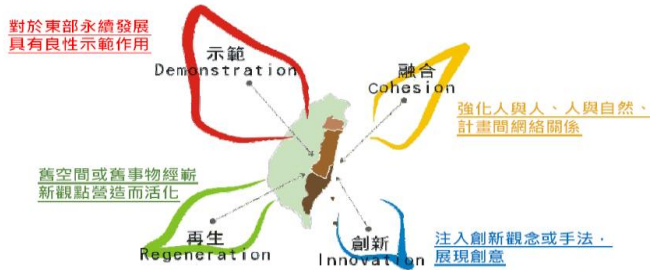 對於東部永續發展
具有良性示範作用
示範
Demonstration
融合
Cohesion
強化人與人、人與自然、
計畫間網絡關係
舊空間或舊事物經嶄
新觀點營造而活化
再生
Regeneration
創新
Innovation
注入創新觀念或手法，
展現創意